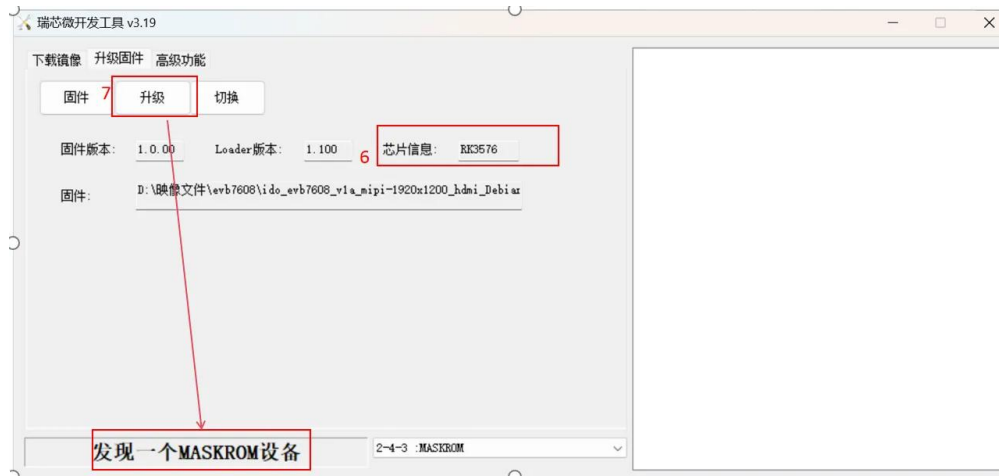 瑞芯微开发工具 v3.19
下载镜像 升级固件 高级功能
固件 7 升级 切换
固件版本: 1.0.00 Loader版本: 1.100 6 芯片信息: RK3576
固件: D:\映像文件\evb7608\ido_evb7608_v1a_mipi-1920x1200_hdmi_Debian
发现一个MASKROM设备 2-4-3 :MASKROM